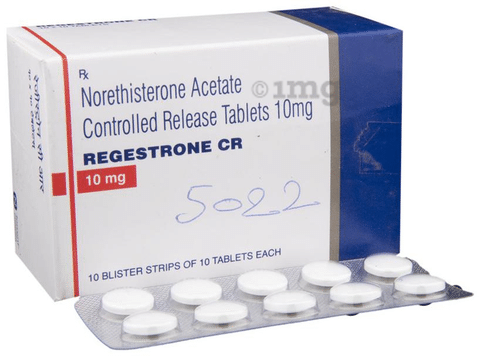 Rx
Norethisterone Acetate
Controlled Release Tablets 10mg
REGESTRONE CR
10 mg
5022
10 BLISTER STRIPS OF 10 TABLETS EACH
©1mg